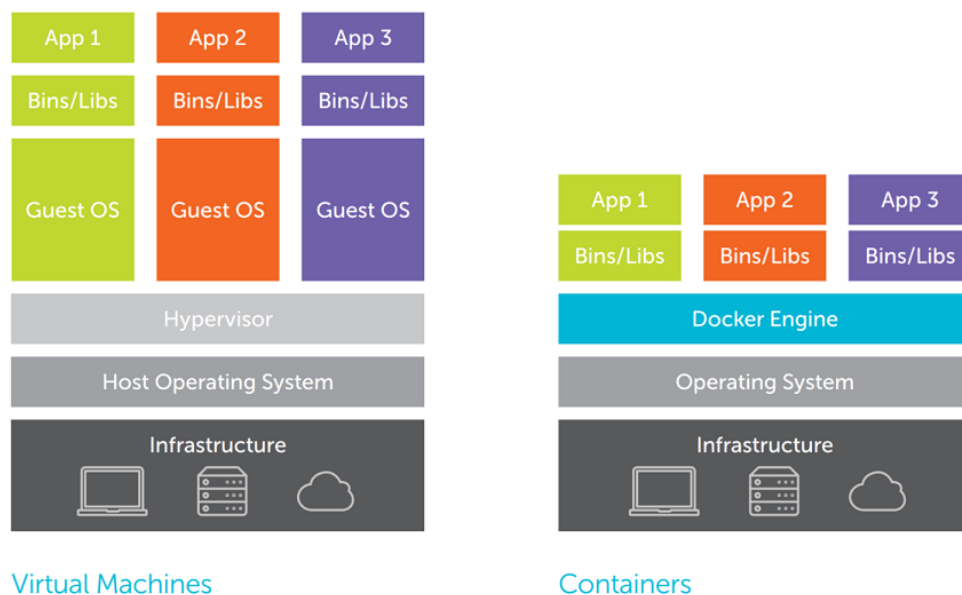 App 1 App 2 App 3
Bins/Libs Bins/Libs Bins/Libs
Guest OS Guest OS Guest OS
Hypervisor
Host Operating System
Infrastructure
Virtual Machines
App 1 App 2 App 3
Bins/Libs Bins/Libs Bins/Libs
Docker Engine
Operating System
Infrastructure
Containers